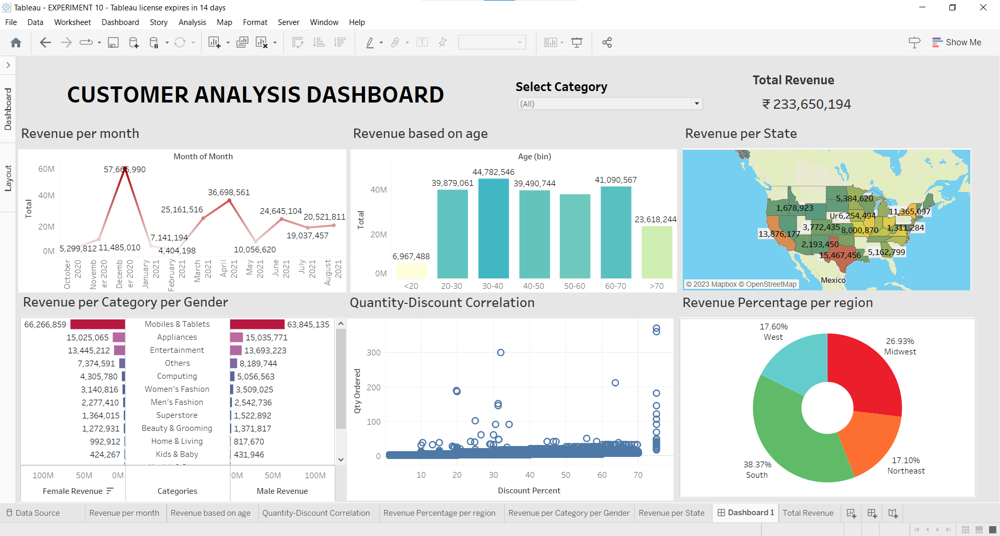 Tableau - EXPERIMENT 10 - Tableau license expires in 14 days
File Data Worksheet Dashboard Story Analysis Map Format Server Window Help
Show Me
Dashboard
Layout
CUSTOMER ANALYSIS DASHBOARD
Select Category
(All)
Total Revenue
₹ 233,650,194
Revenue per month
Month of Month
Total
60M
40M
20M
0M
5,299,812
11,485,010
57,666,990
7,141,194
4,404,198
25,161,516
36,698,561
10,056,620
24,645,104
19,037,457
20,521,811
October 2020
November 2020
December 2020
January 2021
February 2021
March 2021
April 2021
May 2021
June 2021
July 2021
August 2021
Revenue based on age
Age (bin)
Total
40M
20M
0M
6,967,488
39,879,061
44,782,546
39,490,744
41,090,567
23,618,244
<20 20-30 30-40 40-50 50-60 60-70 >70
Revenue per State
5,384,620
1,678,923
11,365,097
Ur6,254,494
3,772,435
8,000,870
1,311,284
13,876,177
2,193,450
15,467,456
5,162,799
Mexico
© 2023 Mapbox © OpenStreetMap
Revenue per Category per Gender
66,266,859 Mobiles & Tablets 63,845,135
15,025,065 Appliances 15,035,771
13,445,212 Entertainment 13,693,223
7,374,591 Others 8,189,744
4,305,780 Computing 5,056,563
3,140,816 Women's Fashion 3,509,025
2,277,410 Men's Fashion 2,542,736
1,364,015 Superstore 1,522,892
1,272,931 Beauty & Grooming 1,371,817
992,912 Home & Living 817,670
424,267 Kids & Baby 431,946
100M 50M 0M 0M 50M 100M
Female Revenue Categories Male Revenue
Quantity-Discount Correlation
Qty Ordered
300
200
100
0
10 20 30 40 50 60 70
Discount Percent
Revenue Percentage per region
17.60%
West
26.93%
Midwest
38.37%
South
17.10%
Northeast
Data Source Revenue per month Revenue based on age Quantity-Discount Correlation Revenue Percentage per region Revenue per Category per Gender Revenue per State Dashboard 1 Total Revenue